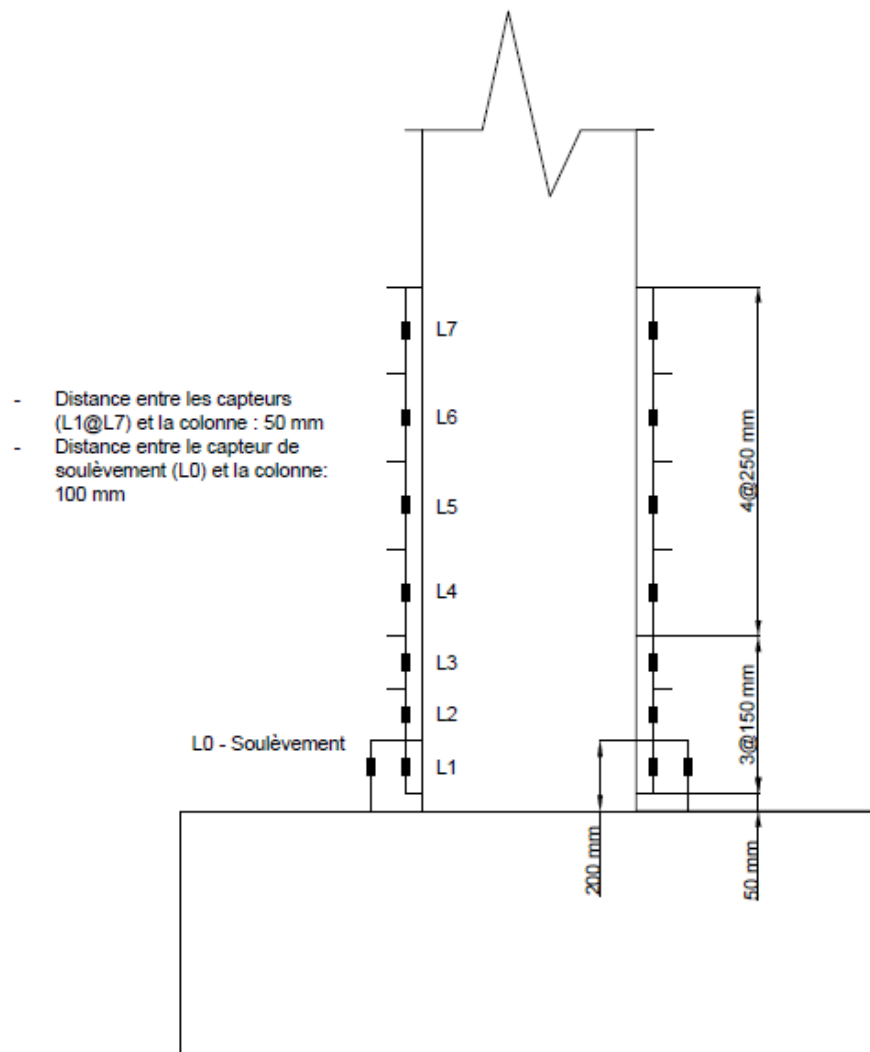 L7
- Distance entre les capteurs
(L1@L7) et la colonne : 50 mm
- Distance entre le capteur de
soulèvement (L0) et la colonne:
100 mm
L6
L5
4@250 mm
L4
L3
L2
L0 - Soulèvement
L1
3@150 mm
200 mm
50 mm